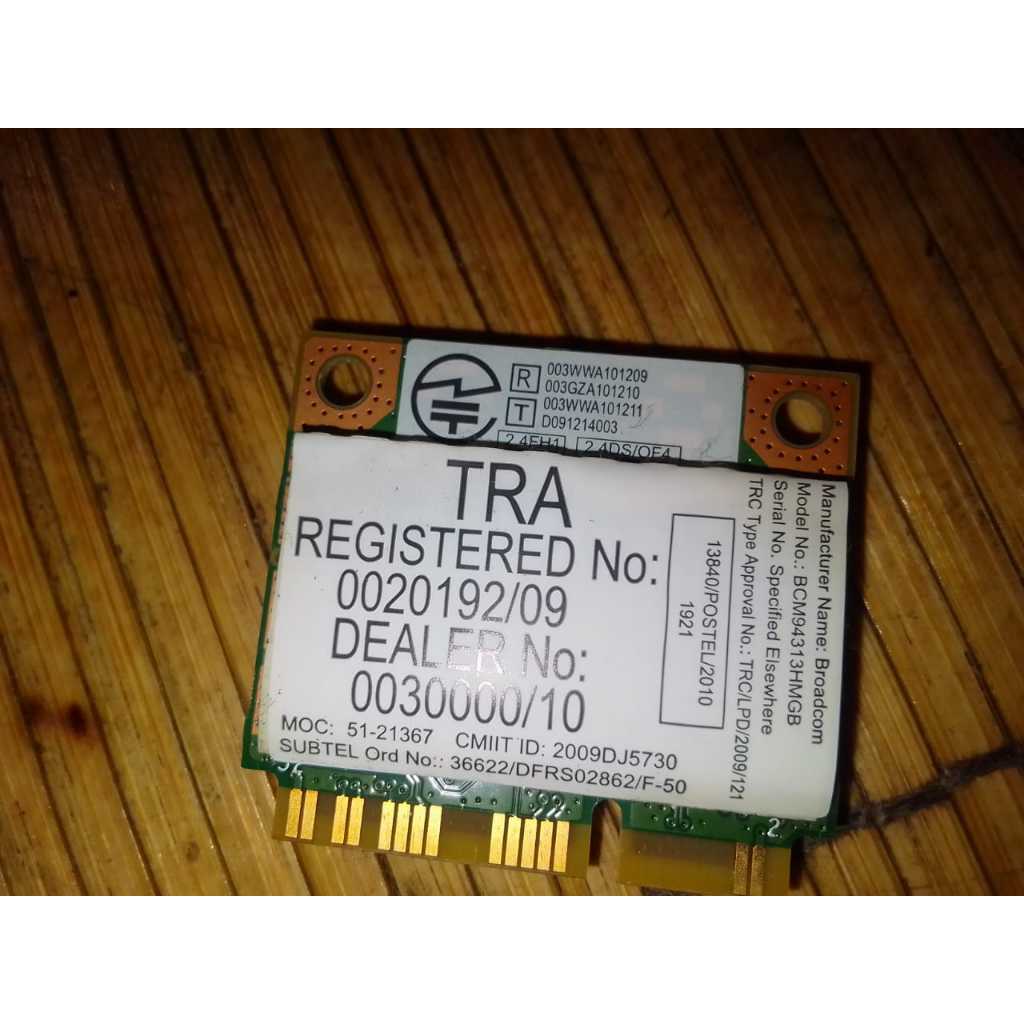 R 003WWA101209
003GZA101210
T 003WWA101211
D091214003
2.4FH1 2.4DS/OF4
TRA
REGISTERED No:
0020192/09
DEALER No:
0030000/10
MOC: 51-21367 CMIIT ID: 2009DJ5730
SUBTEL Ord No:: 36622/DFRS02862/F-50
13840/POSTEL/2010
1921
Manufacturer Name: Broadcom
Model No.: BCM94313HMGB
Serial No. Specified Elsewhere
TRC Type Approval No.: TRC/LPD/2009/121
2